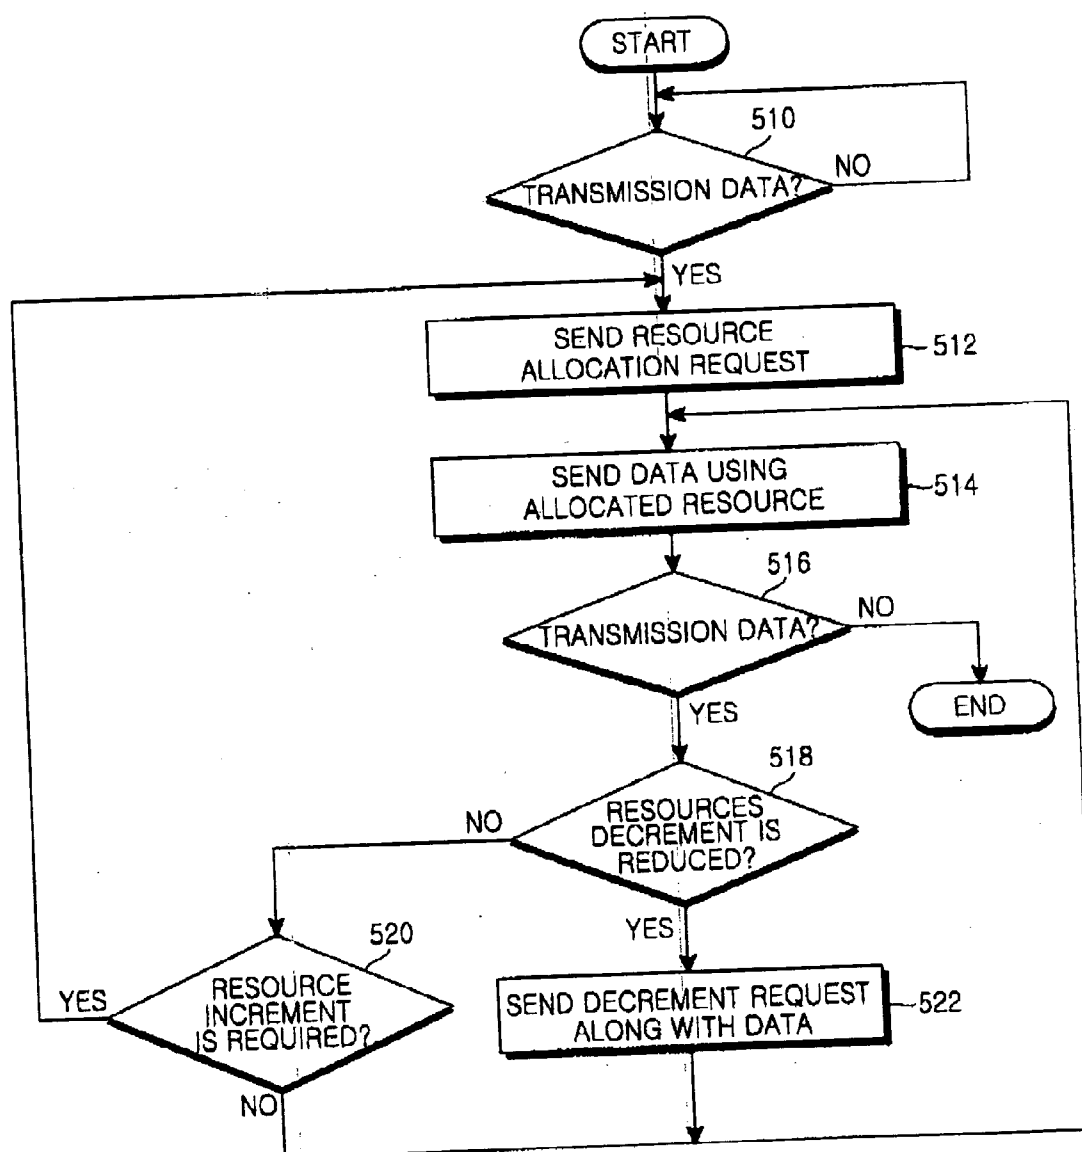 START
510
TRANSMISSION DATA?
NO
YES
SEND RESOURCE
ALLOCATION REQUEST
512
SEND DATA USING
ALLOCATED RESOURCE
514
516
TRANSMISSION DATA?
NO
END
YES
518
RESOURCES
DECREMENT IS
REDUCED?
NO
YES
520
RESOURCE
INCREMENT
IS REQUIRED?
YES
NO
SEND DECREMENT REQUEST
ALONG WITH DATA
522